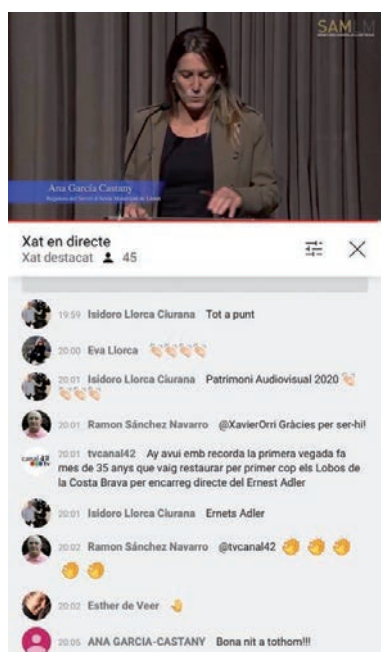 SAMLM
Ana García Castany
Xat en directe
Xat destacat 45
19:59 Isidoro Llorca Ciurana Tot a punt
20:00 Eva Llorca 👏🏻👏🏻👏🏻👏🏻
20:01 Isidoro Llorca Ciurana Patrimoni Audiovisual 2020 👏🏻
👏🏻👏🏻👏🏻
20:01 Ramon Sánchez Navarro @XavierOrri Gràcies per ser-hi!
20:01 tvcanal42 Ay avui emb recorda la primera vegada fa
mes de 35 anys que vaig restaurar per primer cop els Lobos de
la Costa Brava per encarreg directe del Ernest Adler
20:01 Isidoro Llorca Ciurana Ernets Adler
20:02 Ramon Sánchez Navarro @tvcanal42 👏 👏 👏
👏 👏
20:02 Esther de Veer 👋
20:05 ANA GARCIA-CASTANY Bona nit a tothom!!!